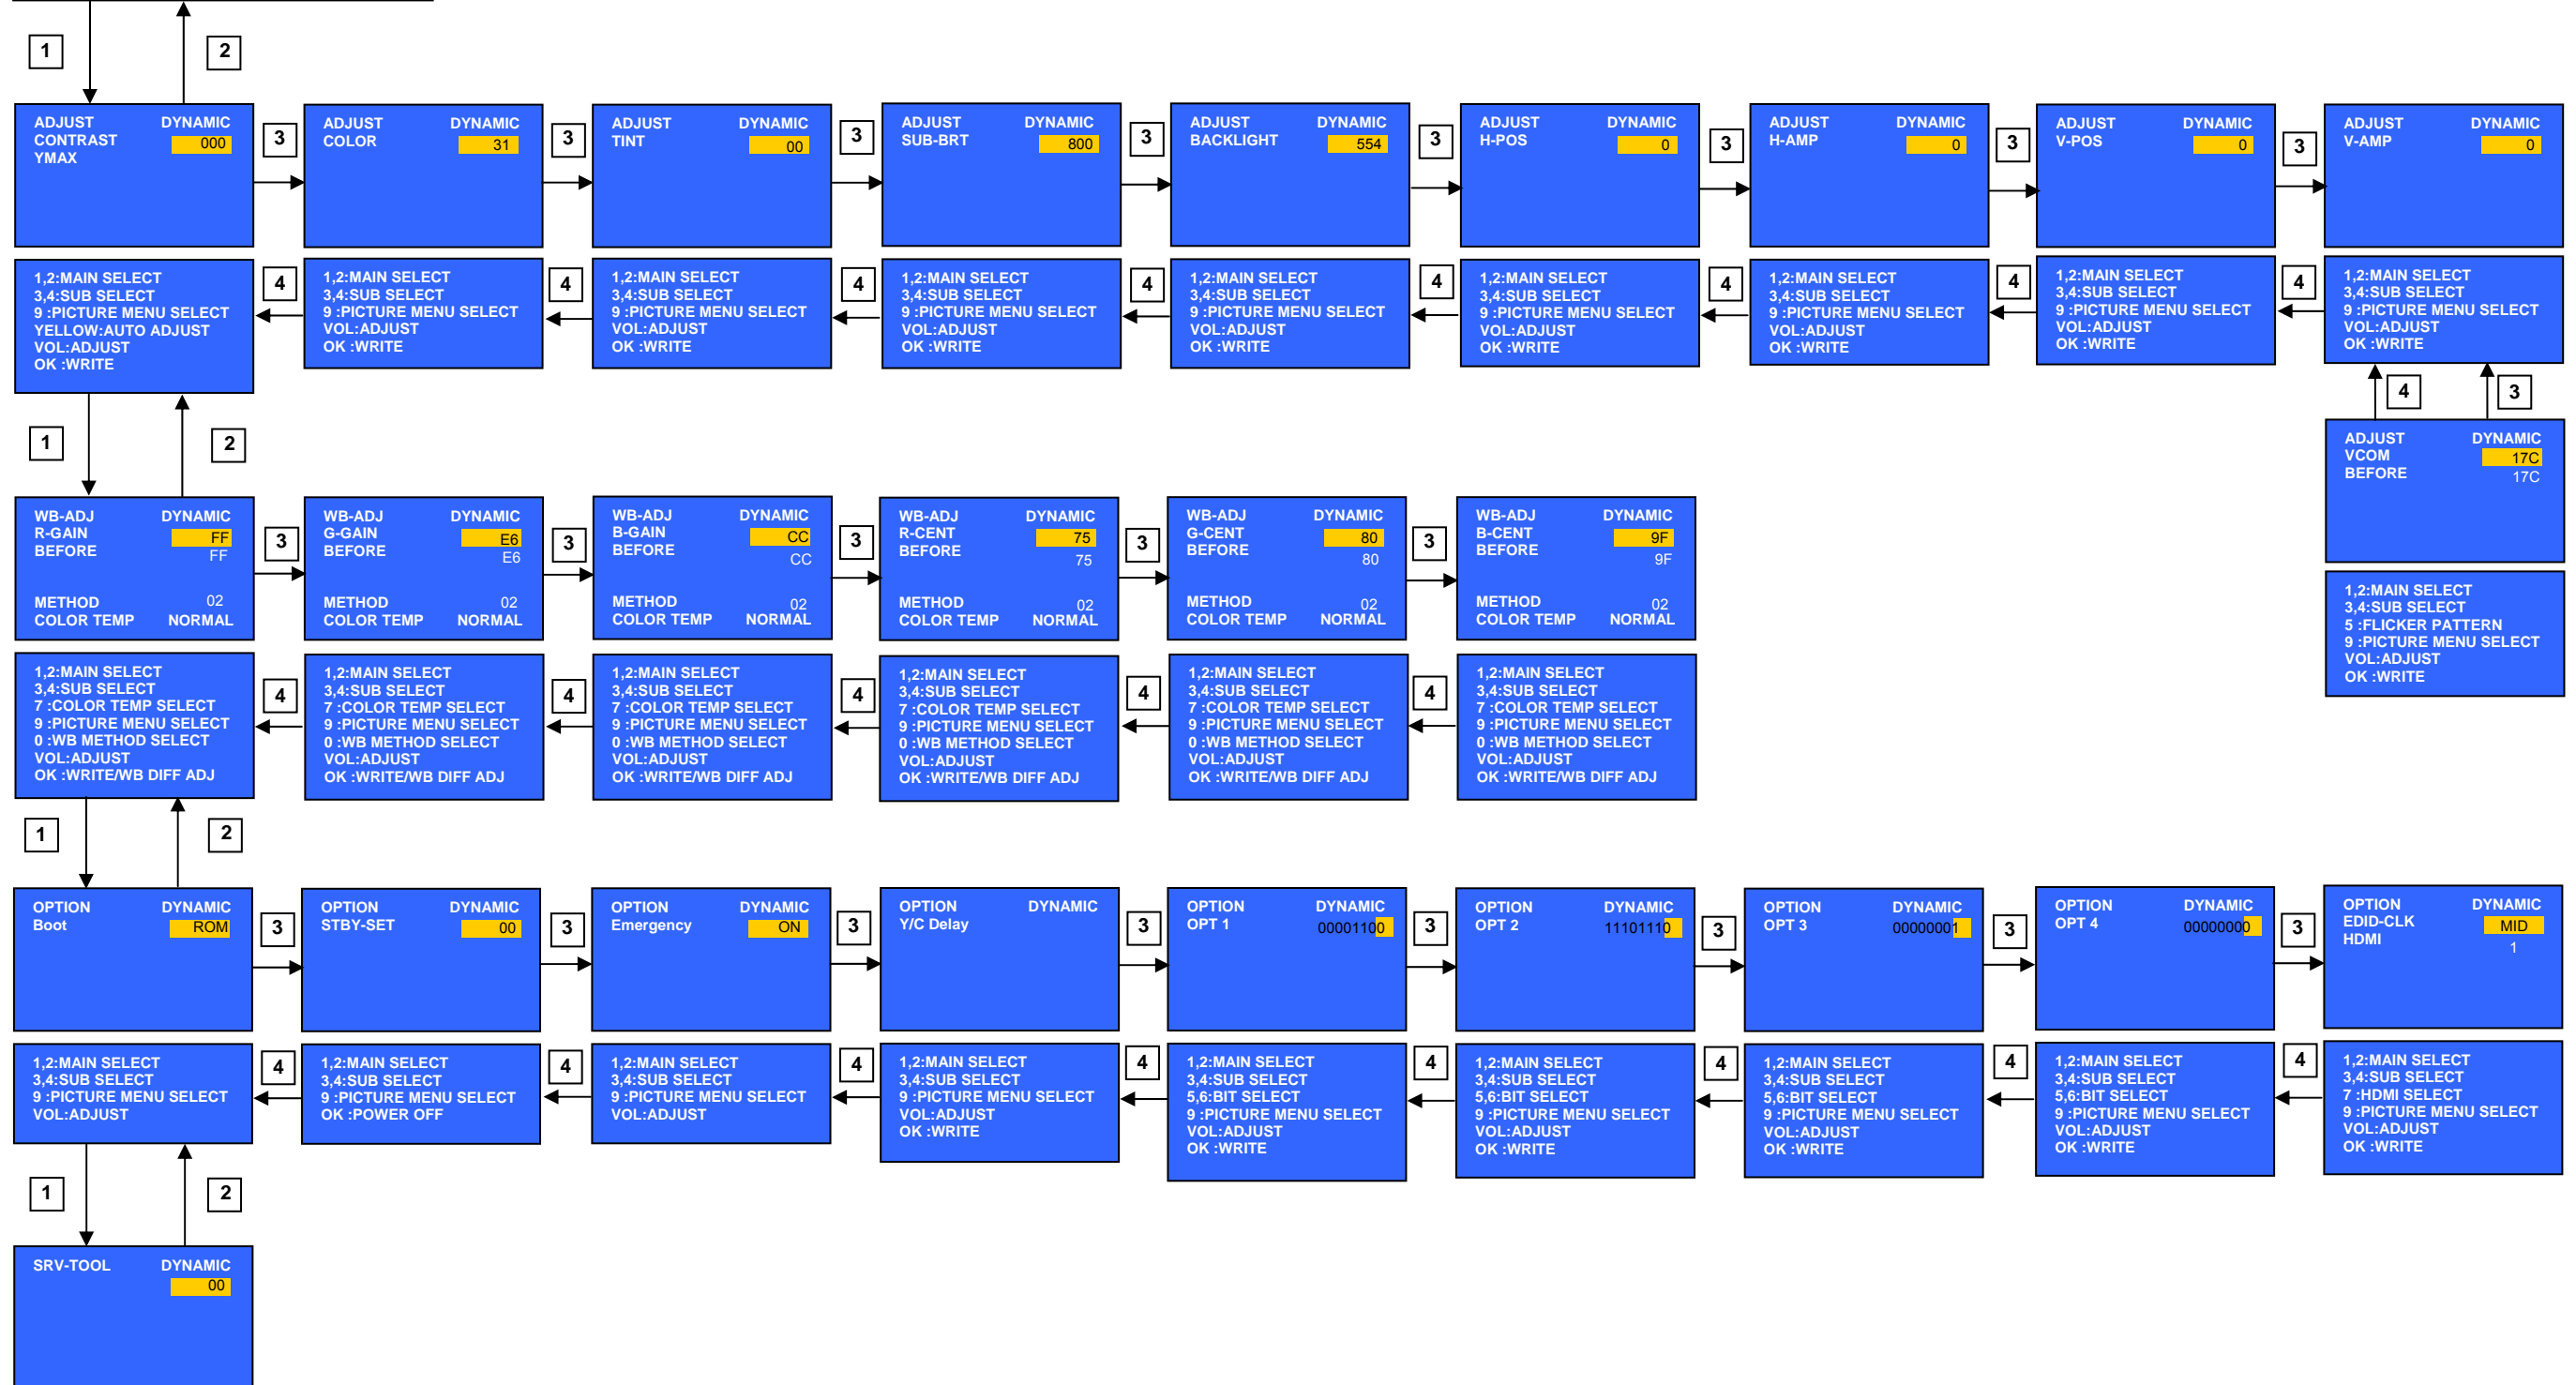 1
2
ADJUST DYNAMIC
CONTRAST 000
YMAX
3
ADJUST DYNAMIC
COLOR 31
3
ADJUST DYNAMIC
TINT 00
3
ADJUST DYNAMIC
SUB-BRT 800
3
ADJUST DYNAMIC
BACKLIGHT 554
3
ADJUST DYNAMIC
H-POS 0
3
ADJUST DYNAMIC
H-AMP 0
3
ADJUST DYNAMIC
V-POS 0
3
ADJUST DYNAMIC
V-AMP 0
1,2:MAIN SELECT
3,4:SUB SELECT
9 :PICTURE MENU SELECT
YELLOW:AUTO ADJUST
VOL:ADJUST
OK :WRITE
4
1,2:MAIN SELECT
3,4:SUB SELECT
9 :PICTURE MENU SELECT
VOL:ADJUST
OK :WRITE
4
1,2:MAIN SELECT
3,4:SUB SELECT
9 :PICTURE MENU SELECT
VOL:ADJUST
OK :WRITE
4
1,2:MAIN SELECT
3,4:SUB SELECT
9 :PICTURE MENU SELECT
VOL:ADJUST
OK :WRITE
4
1,2:MAIN SELECT
3,4:SUB SELECT
9 :PICTURE MENU SELECT
VOL:ADJUST
OK :WRITE
4
1,2:MAIN SELECT
3,4:SUB SELECT
9 :PICTURE MENU SELECT
VOL:ADJUST
OK :WRITE
4
1,2:MAIN SELECT
3,4:SUB SELECT
9 :PICTURE MENU SELECT
VOL:ADJUST
OK :WRITE
4
1,2:MAIN SELECT
3,4:SUB SELECT
9 :PICTURE MENU SELECT
VOL:ADJUST
OK :WRITE
4
1,2:MAIN SELECT
3,4:SUB SELECT
9 :PICTURE MENU SELECT
VOL:ADJUST
OK :WRITE
4
3
ADJUST DYNAMIC
VCOM 17C
BEFORE 17C
1,2:MAIN SELECT
3,4:SUB SELECT
5 :FLICKER PATTERN
9 :PICTURE MENU SELECT
VOL:ADJUST
OK :WRITE
1
2
WB-ADJ DYNAMIC
R-GAIN FF
BEFORE FF
METHOD 02
COLOR TEMP NORMAL
3
WB-ADJ DYNAMIC
G-GAIN E6
BEFORE E6
METHOD 02
COLOR TEMP NORMAL
3
WB-ADJ DYNAMIC
B-GAIN CC
BEFORE CC
METHOD 02
COLOR TEMP NORMAL
3
WB-ADJ DYNAMIC
R-CENT 75
BEFORE 75
METHOD 02
COLOR TEMP NORMAL
3
WB-ADJ DYNAMIC
G-CENT 80
BEFORE 80
METHOD 02
COLOR TEMP NORMAL
3
WB-ADJ DYNAMIC
B-CENT 9F
BEFORE 9F
METHOD 02
COLOR TEMP NORMAL
1,2:MAIN SELECT
3,4:SUB SELECT
7 :COLOR TEMP SELECT
9 :PICTURE MENU SELECT
0 :WB METHOD SELECT
VOL:ADJUST
OK :WRITE/WB DIFF ADJ
4
1,2:MAIN SELECT
3,4:SUB SELECT
7 :COLOR TEMP SELECT
9 :PICTURE MENU SELECT
0 :WB METHOD SELECT
VOL:ADJUST
OK :WRITE/WB DIFF ADJ
4
1,2:MAIN SELECT
3,4:SUB SELECT
7 :COLOR TEMP SELECT
9 :PICTURE MENU SELECT
0 :WB METHOD SELECT
VOL:ADJUST
OK :WRITE/WB DIFF ADJ
4
1,2:MAIN SELECT
3,4:SUB SELECT
7 :COLOR TEMP SELECT
9 :PICTURE MENU SELECT
0 :WB METHOD SELECT
VOL:ADJUST
OK :WRITE/WB DIFF ADJ
4
1,2:MAIN SELECT
3,4:SUB SELECT
7 :COLOR TEMP SELECT
9 :PICTURE MENU SELECT
0 :WB METHOD SELECT
VOL:ADJUST
OK :WRITE/WB DIFF ADJ
4
1,2:MAIN SELECT
3,4:SUB SELECT
7 :COLOR TEMP SELECT
9 :PICTURE MENU SELECT
0 :WB METHOD SELECT
VOL:ADJUST
OK :WRITE/WB DIFF ADJ
1
2
OPTION DYNAMIC
Boot ROM
3
OPTION DYNAMIC
STBY-SET 00
3
OPTION DYNAMIC
Emergency ON
3
OPTION DYNAMIC
Y/C Delay
3
OPTION DYNAMIC
OPT 1 00001100
3
OPTION DYNAMIC
OPT 2 11101110
3
OPTION DYNAMIC
OPT 3 00000001
3
OPTION DYNAMIC
OPT 4 00000000
3
OPTION DYNAMIC
EDID-CLK MID
HDMI 1
1,2:MAIN SELECT
3,4:SUB SELECT
9 :PICTURE MENU SELECT
VOL:ADJUST
4
1,2:MAIN SELECT
3,4:SUB SELECT
9 :PICTURE MENU SELECT
OK :POWER OFF
4
1,2:MAIN SELECT
3,4:SUB SELECT
9 :PICTURE MENU SELECT
VOL:ADJUST
4
1,2:MAIN SELECT
3,4:SUB SELECT
9 :PICTURE MENU SELECT
VOL:ADJUST
OK :WRITE
4
1,2:MAIN SELECT
3,4:SUB SELECT
5,6:BIT SELECT
9 :PICTURE MENU SELECT
VOL:ADJUST
OK :WRITE
4
1,2:MAIN SELECT
3,4:SUB SELECT
5,6:BIT SELECT
9 :PICTURE MENU SELECT
VOL:ADJUST
OK :WRITE
4
1,2:MAIN SELECT
3,4:SUB SELECT
5,6:BIT SELECT
9 :PICTURE MENU SELECT
VOL:ADJUST
OK :WRITE
4
1,2:MAIN SELECT
3,4:SUB SELECT
5,6:BIT SELECT
9 :PICTURE MENU SELECT
VOL:ADJUST
OK :WRITE
4
1,2:MAIN SELECT
3,4:SUB SELECT
7 :HDMI SELECT
9 :PICTURE MENU SELECT
VOL:ADJUST
OK :WRITE
1
2
SRV-TOOL DYNAMIC
00